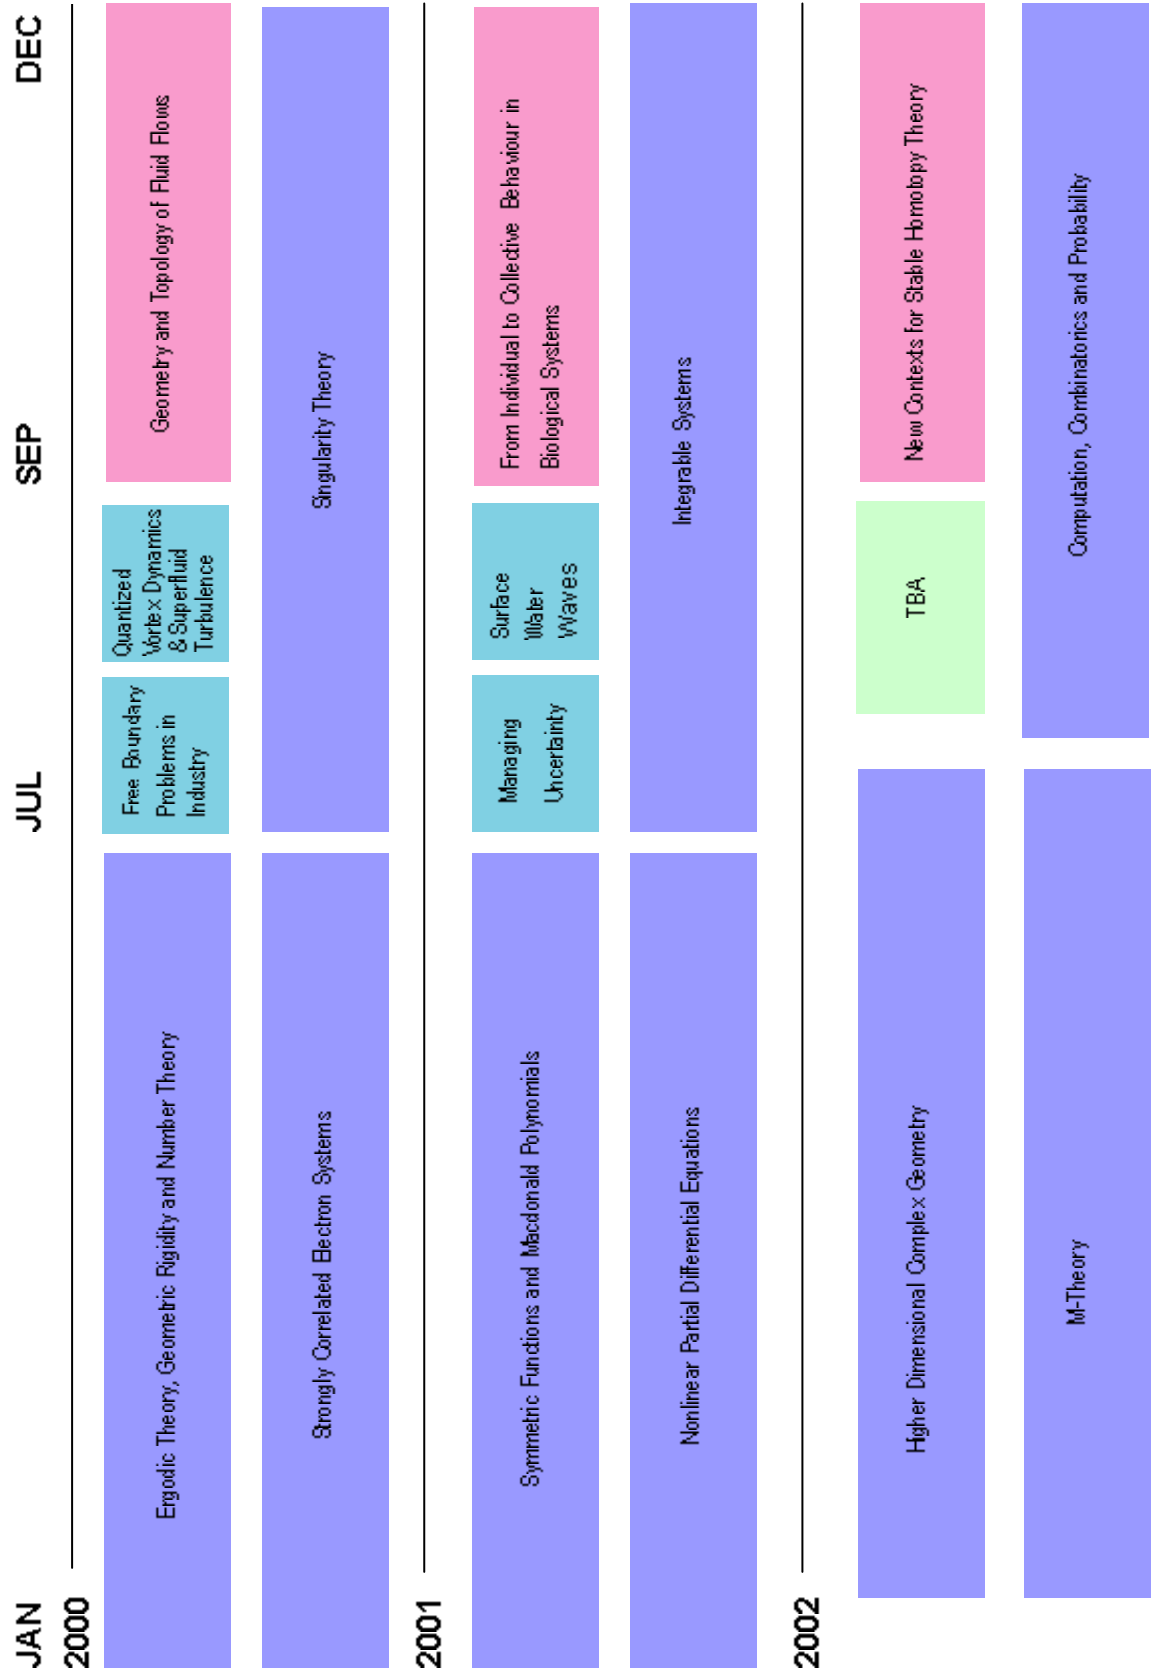 JAN
JUL
SEP
DEC
2000
Ergodic Theory, Geometric Rigidity and Number Theory
Free Boundary
Problems in
Industry
Quantized
Vortex Dynamics
& Superfluid
Turbulence
Geometry and Topology of Fluid Flows
Strongly Correlated Electron Systems
Singularity Theory
2001
Symmetric Functions and Macdonald Polynomials
Managing
Uncertainty
Surface
Water
Waves
From Individual to Collective Behaviour in
Biological Systems
Nonlinear Partial Differential Equations
Integrable Systems
2002
Higher Dimensional Complex Geometry
TBA
New Contexts for Stable Homotopy Theory
M-Theory
Computation, Combinatorics and Probability